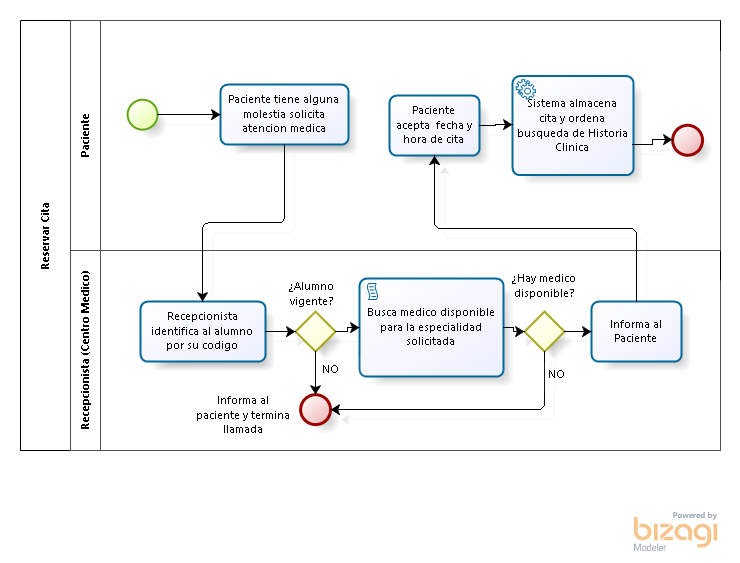 Reservar Cita
Paciente
Paciente tiene alguna
molestia solicita
atencion medica
Paciente
acepta fecha y
hora de cita
Sistema almacena
cita y ordena
busqueda de Historia
Clinica
Recepcionista (Centro Medico)
Recepcionista
identifica al alumno
por su codigo
¿Alumno
vigente?
NO
Informa al
paciente y termina
llamada
Busca medico disponible
para la especialidad
solicitada
¿Hay medico
disponible?
NO
Informa al
Paciente
Powered by
bizagi
Modeler